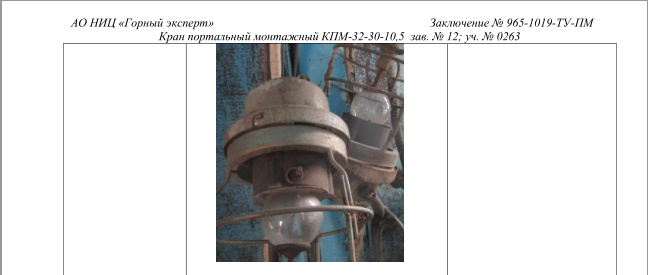 АО НИЦ «Горный эксперт» Заключение № 965-1019-ТУ-ПМ
Кран портальный монтажный КПМ-32-30-10,5 зав. № 12; уч. № 0263